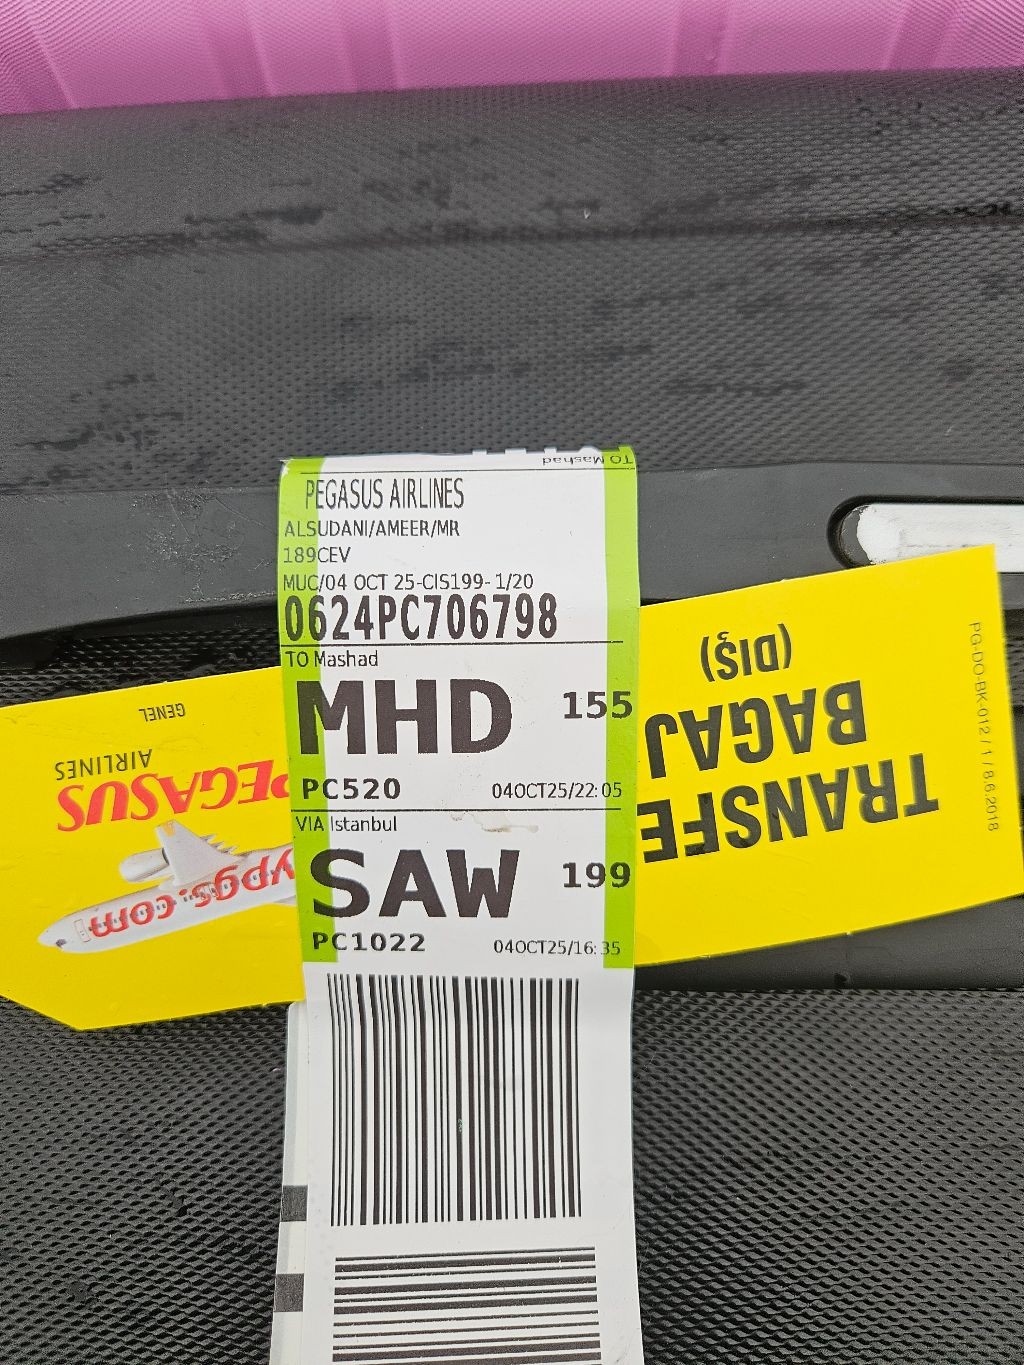 TO Mashad
PEGASUS AIRLINES
ALSUDANI/AMEER/MR
189CEV
MUC/04 OCT 25-CIS199- 1/20
0624PC706798
TO Mashad
MHD 155
PC520 04OCT25/22:05
VIA Istanbul
SAW 199
PC1022 04OCT25/16:35
TRANSFE
BAGAJ
(DIŞ)
PG-DO-BK-012 / 1 / 8.6.2018
GENEL
PEGASUS
AIRLINES
ypgs.com